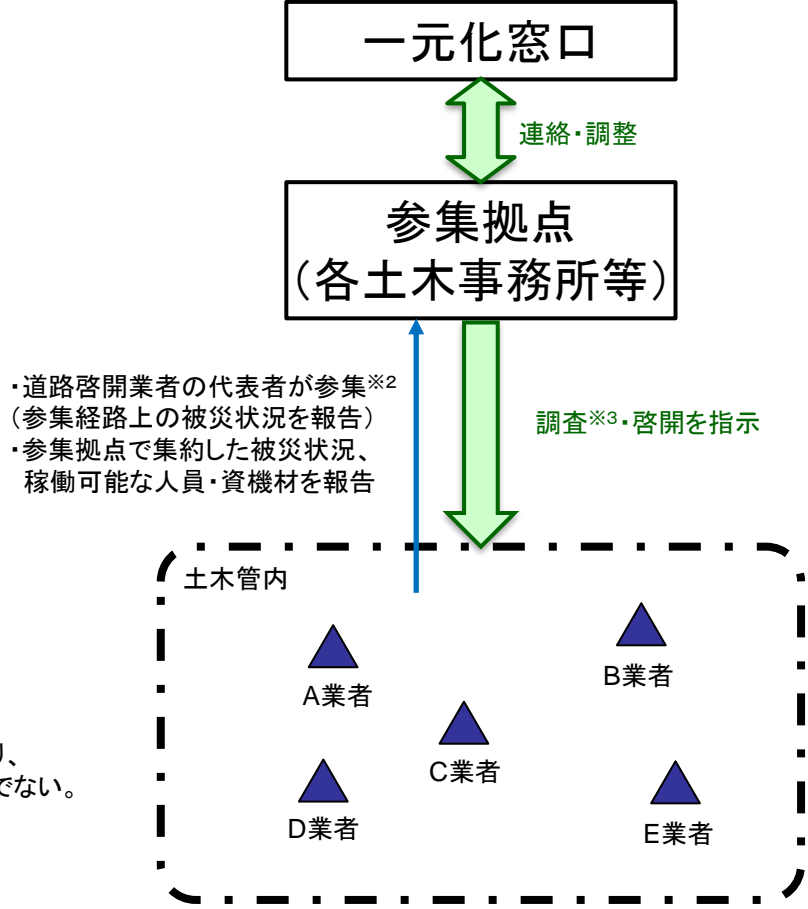 一元化窓口
連絡・調整
参集拠点
（各土木事務所等）
・道路啓開業者の代表者が参集※2
（参集経路上の被災状況を報告）
・参集拠点で集約した被災状況、
稼働可能な人員・資機材を報告
調査※3・啓開を指示
土木管内
A業者
B業者
C業者
D業者
E業者
、
でない。